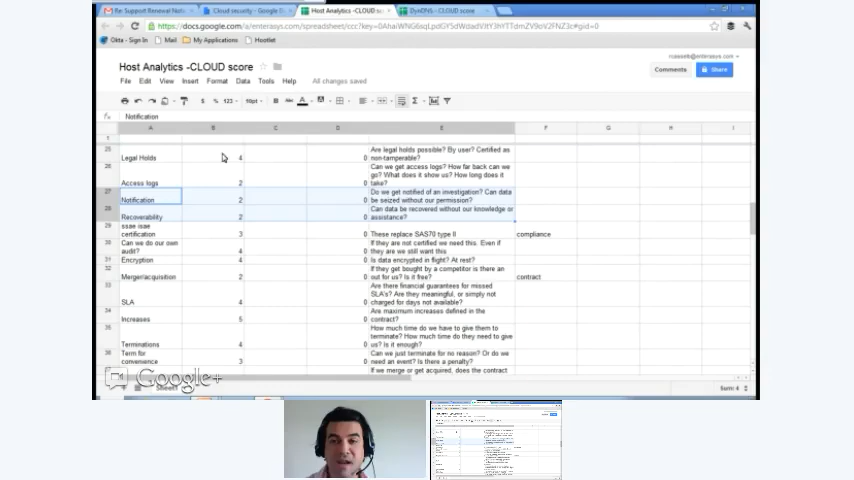 Re: Support Renewal Not
Cloud security - Google D
Host Analytics -CLOUD sc
DynDNS - CLOUD score
https://docs.google.com/a/enterasys.com/spreadsheet/ccc?key=
Okta - Sign In Mail My Applications Hootlet
Host Analytics -CLOUD score
Comments Share
File Edit View Insert Format Data Tools Help All changes saved
$ % 123 10pt B Abc A Σ
fx Notification
A B C D E F G H I
1
25 Legal Holds 4 0 Are legal holds possible? By user? Certified as non-tamperable?
26 Access logs 2 0 Can we get access logs? How far back can we go? What does it show us? How long does it take?
27 Notification 2 0 Do we get notified of an investigation? Can data be seized without our permission?
28 Recoverability 2 0 Can data be recovered without our knowledge or assistance?
29 ssae isae certification 3 0 These replace SAS70 type II compliance
30 Can we do our own audit? 4 0 If they are not certified we need this. Even if they are we still want this
31 Encryption 4 0 Is data encrypted in flight? At rest?
32 Merger/acquisition 2 0 If they get bought by a competitor is there an out for us? Is it free? contract
33 SLA 4 0 Are there financial guarantees for missed SLA's? Are they meaningful, or simply not charged for days not available?
34 Increases 5 0 Are maximum increases defined in the contract?
35 Terminations 4 0 How much time do we have to give them to terminate? How much time do they need to give us? Is it enough?
36 Term for convenience 3 0 Can we just terminate for no reason? Or do we need an event? Is there a penalty?
If we merge or get acquired, does the contract
Google+
Sheet1
Sum: 4